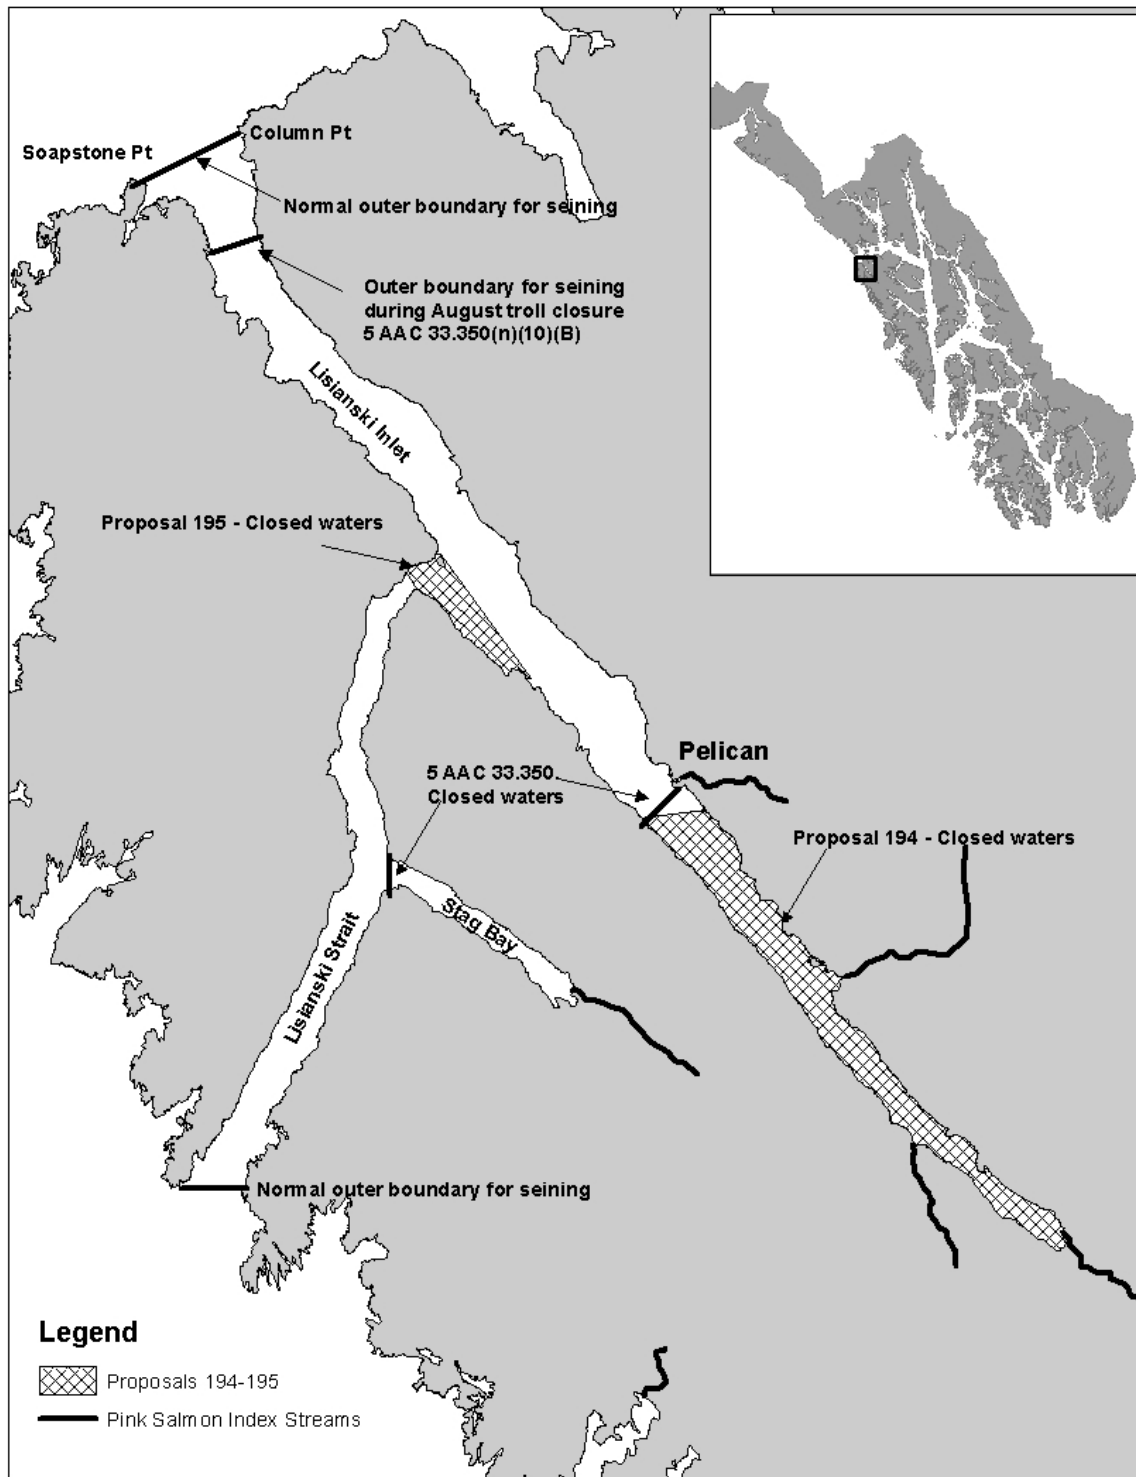 Column Pt
Soapstone Pt
Normal outer boundary for seining
Outer boundary for seining
during August troll closure
5 AAC 33.350(n)(10)(B)
Lisianski Inlet
Proposal 195 - Closed waters
Pelican
5 AAC 33.350.
Closed waters
Proposal 194 - Closed waters
Stag Bay
Lisianski Strait
Normal outer boundary for seining
Legend
Proposals 194-195
Pink Salmon Index Streams